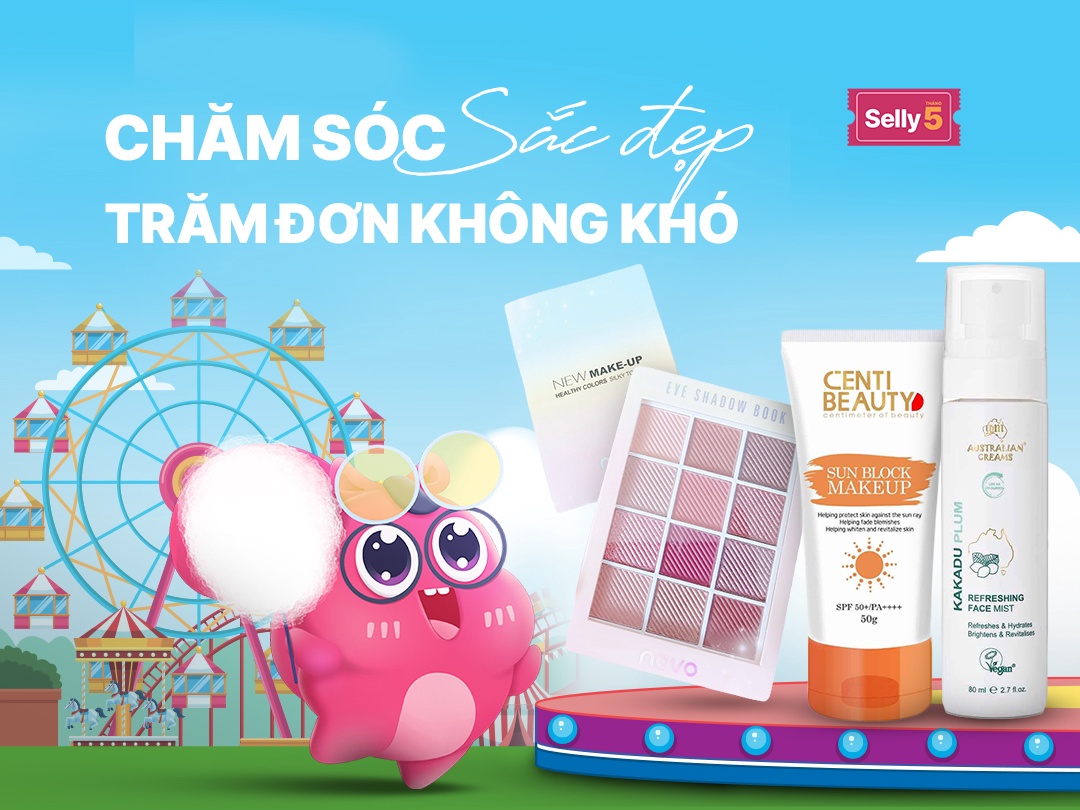 CHĂM SÓC Sắc đẹp
TRĂM ĐƠN KHÔNG KHÓ
Selly THÁNG 5
NEW MAKE-UP
HEALTHY COLORS SILKY
EYE SHADOW BOOK
novo
CENTI
BEAUTY
centimeter of beauty
SUN BLOCK
MAKEUP
Helping protect skin against the sun ray
Helping fade blemishes
Helping whiten and revitalize skin
SPF 50+/PA++++
50g
AUSTRALIAN
CREAMS
KAKADU PLUM
REFRESHING
FACE MIST
Refreshes & Hydrates
Brightens & Revitalises
Vegan
80 ml ℮ 2.7 fl.oz.